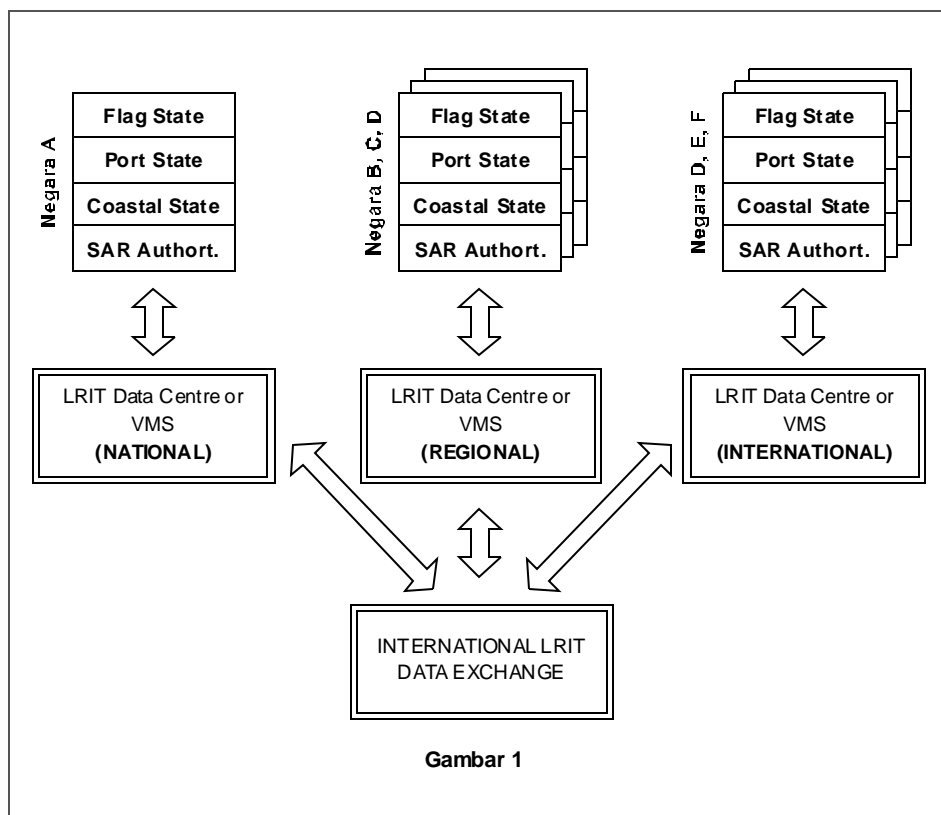 Negara A
Flag State
Port State
Coastal State
SAR Authort.
Negara B, C, D
Flag State
Port State
Coastal State
SAR Authort.
Negara D, E, F
Flag State
Port State
Coastal State
SAR Authort.
LRIT Data Centre or
VMS
(NATIONAL)
LRIT Data Centre or
VMS
(REGIONAL)
LRIT Data Centre or
VMS
(INTERNATIONAL)
INTERNATIONAL LRIT
DATA EXCHANGE
Gambar 1